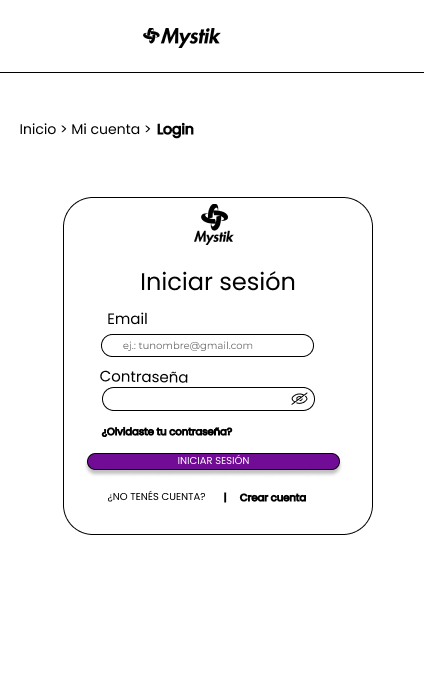 Mystik
Inicio > Mi cuenta > Login
Mystik
Iniciar sesión
Email
ej.: tunombre@gmail.com
Contraseña
¿Olvidaste tu contraseña?
INICIAR SESIÓN
¿NO TENÉS CUENTA? | Crear cuenta